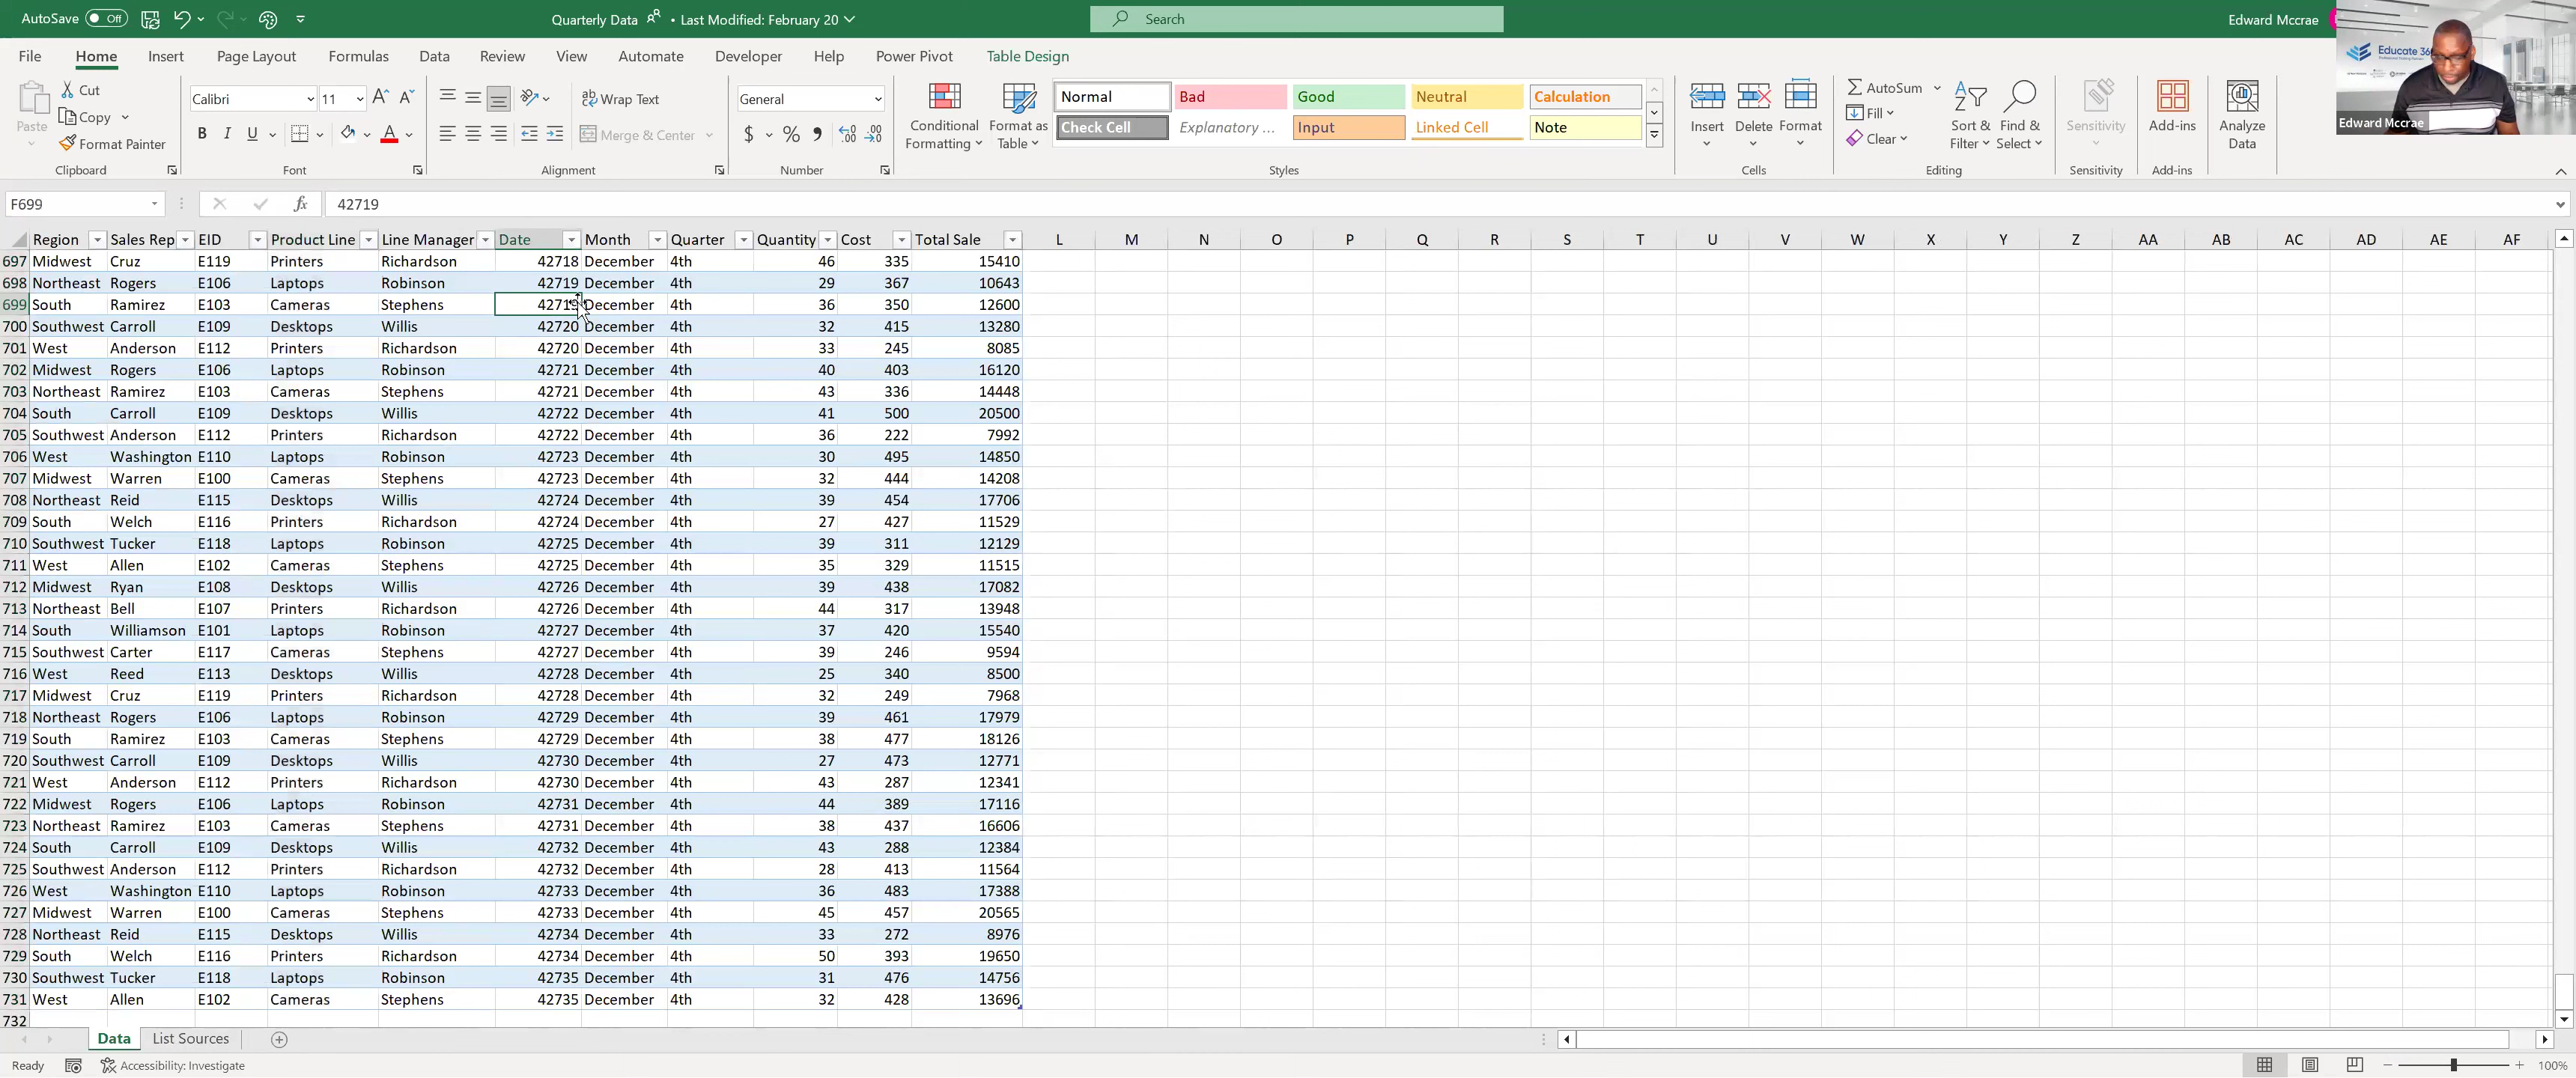 AutoSave Off Quarterly Data • Last Modified: February 20 Search Edward Mccrae
File Home Insert Page Layout Formulas Data Review View Automate Developer Help Power Pivot Table Design
Paste Cut Copy Format Painter Clipboard
Calibri 11 B I U A Font
ab Wrap Text Merge & Center Alignment
General $ % Number
Conditional Formatting Format as Table
Normal Bad Good Neutral Calculation
Check Cell Explanatory ... Input Linked Cell Note
Styles
Insert Delete Format Cells
AutoSum Fill Clear Sort & Filter Find & Select Editing
Sensitivity Sensitivity
Add-ins Add-ins
Analyze Data
Educate 36
Edward Mccrae
F699 fx 42719
Region Sales Rep EID Product Line Line Manager Date Month Quarter Quantity Cost Total Sale L M N O P Q R S T U V W X Y Z AA AB AC AD AE AF
697 Midwest Cruz E119 Printers Richardson 42718 December 4th 46 335 15410
698 Northeast Rogers E106 Laptops Robinson 42719 December 4th 29 367 10643
699 South Ramirez E103 Cameras Stephens 42719 December 4th 36 350 12600
700 Southwest Carroll E109 Desktops Willis 42720 December 4th 32 415 13280
701 West Anderson E112 Printers Richardson 42720 December 4th 33 245 8085
702 Midwest Rogers E106 Laptops Robinson 42721 December 4th 40 403 16120
703 Northeast Ramirez E103 Cameras Stephens 42721 December 4th 43 336 14448
704 South Carroll E109 Desktops Willis 42722 December 4th 41 500 20500
705 Southwest Anderson E112 Printers Richardson 42722 December 4th 36 222 7992
706 West Washington E110 Laptops Robinson 42723 December 4th 30 495 14850
707 Midwest Warren E100 Cameras Stephens 42723 December 4th 32 444 14208
708 Northeast Reid E115 Desktops Willis 42724 December 4th 39 454 17706
709 South Welch E116 Printers Richardson 42724 December 4th 27 427 11529
710 Southwest Tucker E118 Laptops Robinson 42725 December 4th 39 311 12129
711 West Allen E102 Cameras Stephens 42725 December 4th 35 329 11515
712 Midwest Ryan E108 Desktops Willis 42726 December 4th 39 438 17082
713 Northeast Bell E107 Printers Richardson 42726 December 4th 44 317 13948
714 South Williamson E101 Laptops Robinson 42727 December 4th 37 420 15540
715 Southwest Carter E117 Cameras Stephens 42727 December 4th 39 246 9594
716 West Reed E113 Desktops Willis 42728 December 4th 25 340 8500
717 Midwest Cruz E119 Printers Richardson 42728 December 4th 32 249 7968
718 Northeast Rogers E106 Laptops Robinson 42729 December 4th 39 461 17979
719 South Ramirez E103 Cameras Stephens 42729 December 4th 38 477 18126
720 Southwest Carroll E109 Desktops Willis 42730 December 4th 27 473 12771
721 West Anderson E112 Printers Richardson 42730 December 4th 43 287 12341
722 Midwest Rogers E106 Laptops Robinson 42731 December 4th 44 389 17116
723 Northeast Ramirez E103 Cameras Stephens 42731 December 4th 38 437 16606
724 South Carroll E109 Desktops Willis 42732 December 4th 43 288 12384
725 Southwest Anderson E112 Printers Richardson 42732 December 4th 28 413 11564
726 West Washington E110 Laptops Robinson 42733 December 4th 36 483 17388
727 Midwest Warren E100 Cameras Stephens 42733 December 4th 45 457 20565
728 Northeast Reid E115 Desktops Willis 42734 December 4th 33 272 8976
729 South Welch E116 Printers Richardson 42734 December 4th 50 393 19650
730 Southwest Tucker E118 Laptops Robinson 42735 December 4th 31 476 14756
731 West Allen E102 Cameras Stephens 42735 December 4th 32 428 13696
732
Data List Sources
Ready Accessibility: Investigate 100%